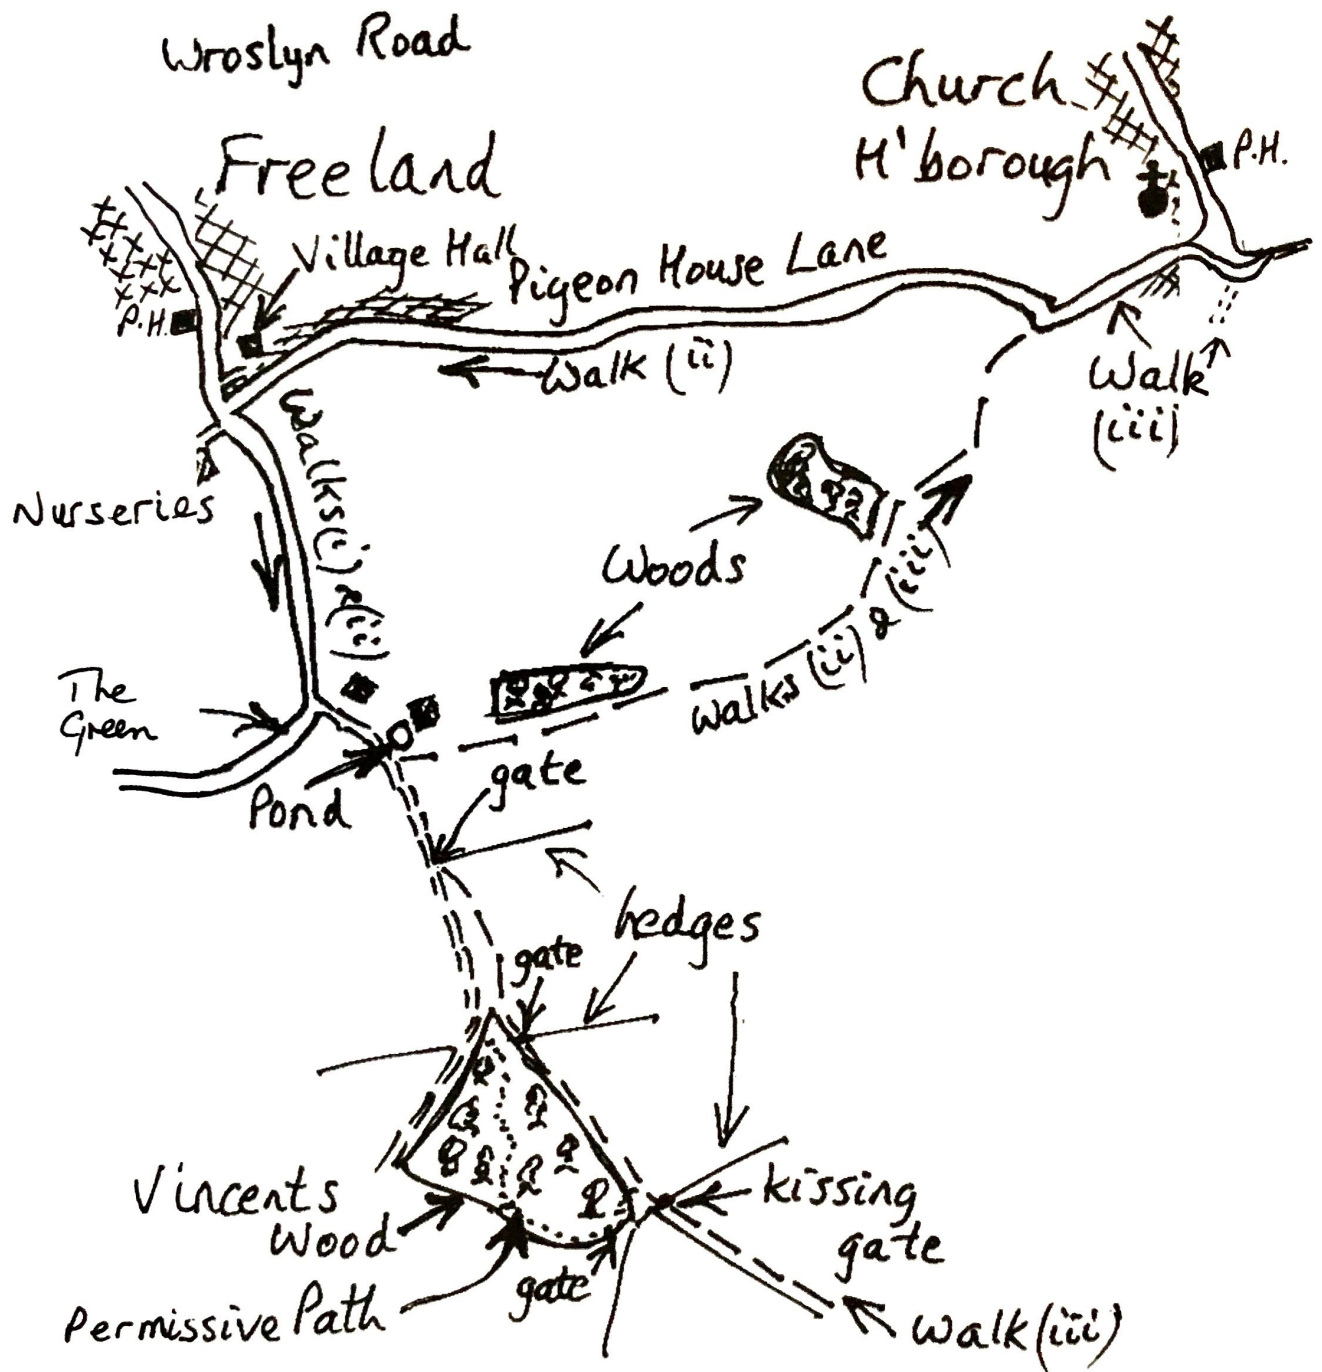 Wroslyn Road
Church
H'borough
P.H.
Freeland
Village Hall
Pigeon House Lane
P.H.
Walk (ii)
Walk
(iii)
Nurseries
Walks(i) & (ii)
Woods
Walks (ii) & (iii)
The
Green
Pond
gate
hedges
gate
Vincents
Wood
kissing
gate
Permissive Path
gate
Walk (iii)